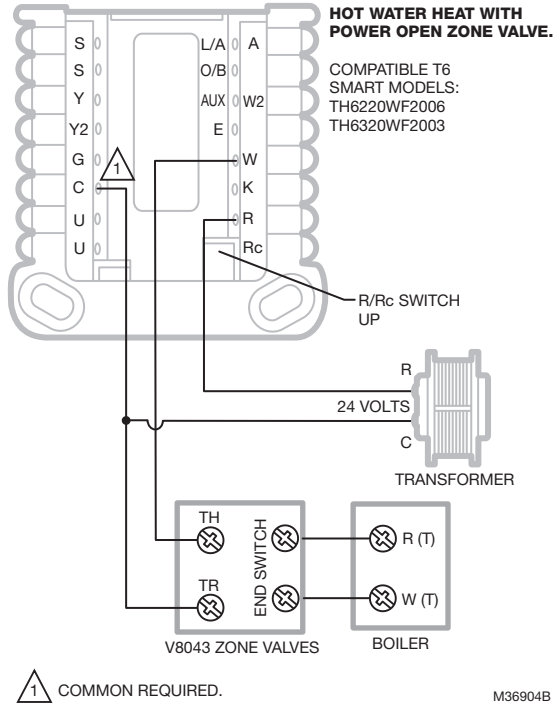 HOT WATER HEAT WITH
POWER OPEN ZONE VALVE.
COMPATIBLE T6
SMART MODELS:
TH6220WF2006
TH6320WF2003
S L/A A
S O/B
Y AUX W2
Y2 E
G W
1
C K
U R
U Rc
R/Rc SWITCH
UP
R
24 VOLTS
C
TRANSFORMER
TH
END SWITCH
R (T)
TR
W (T)
V8043 ZONE VALVES
BOILER
1 COMMON REQUIRED.
M36904B